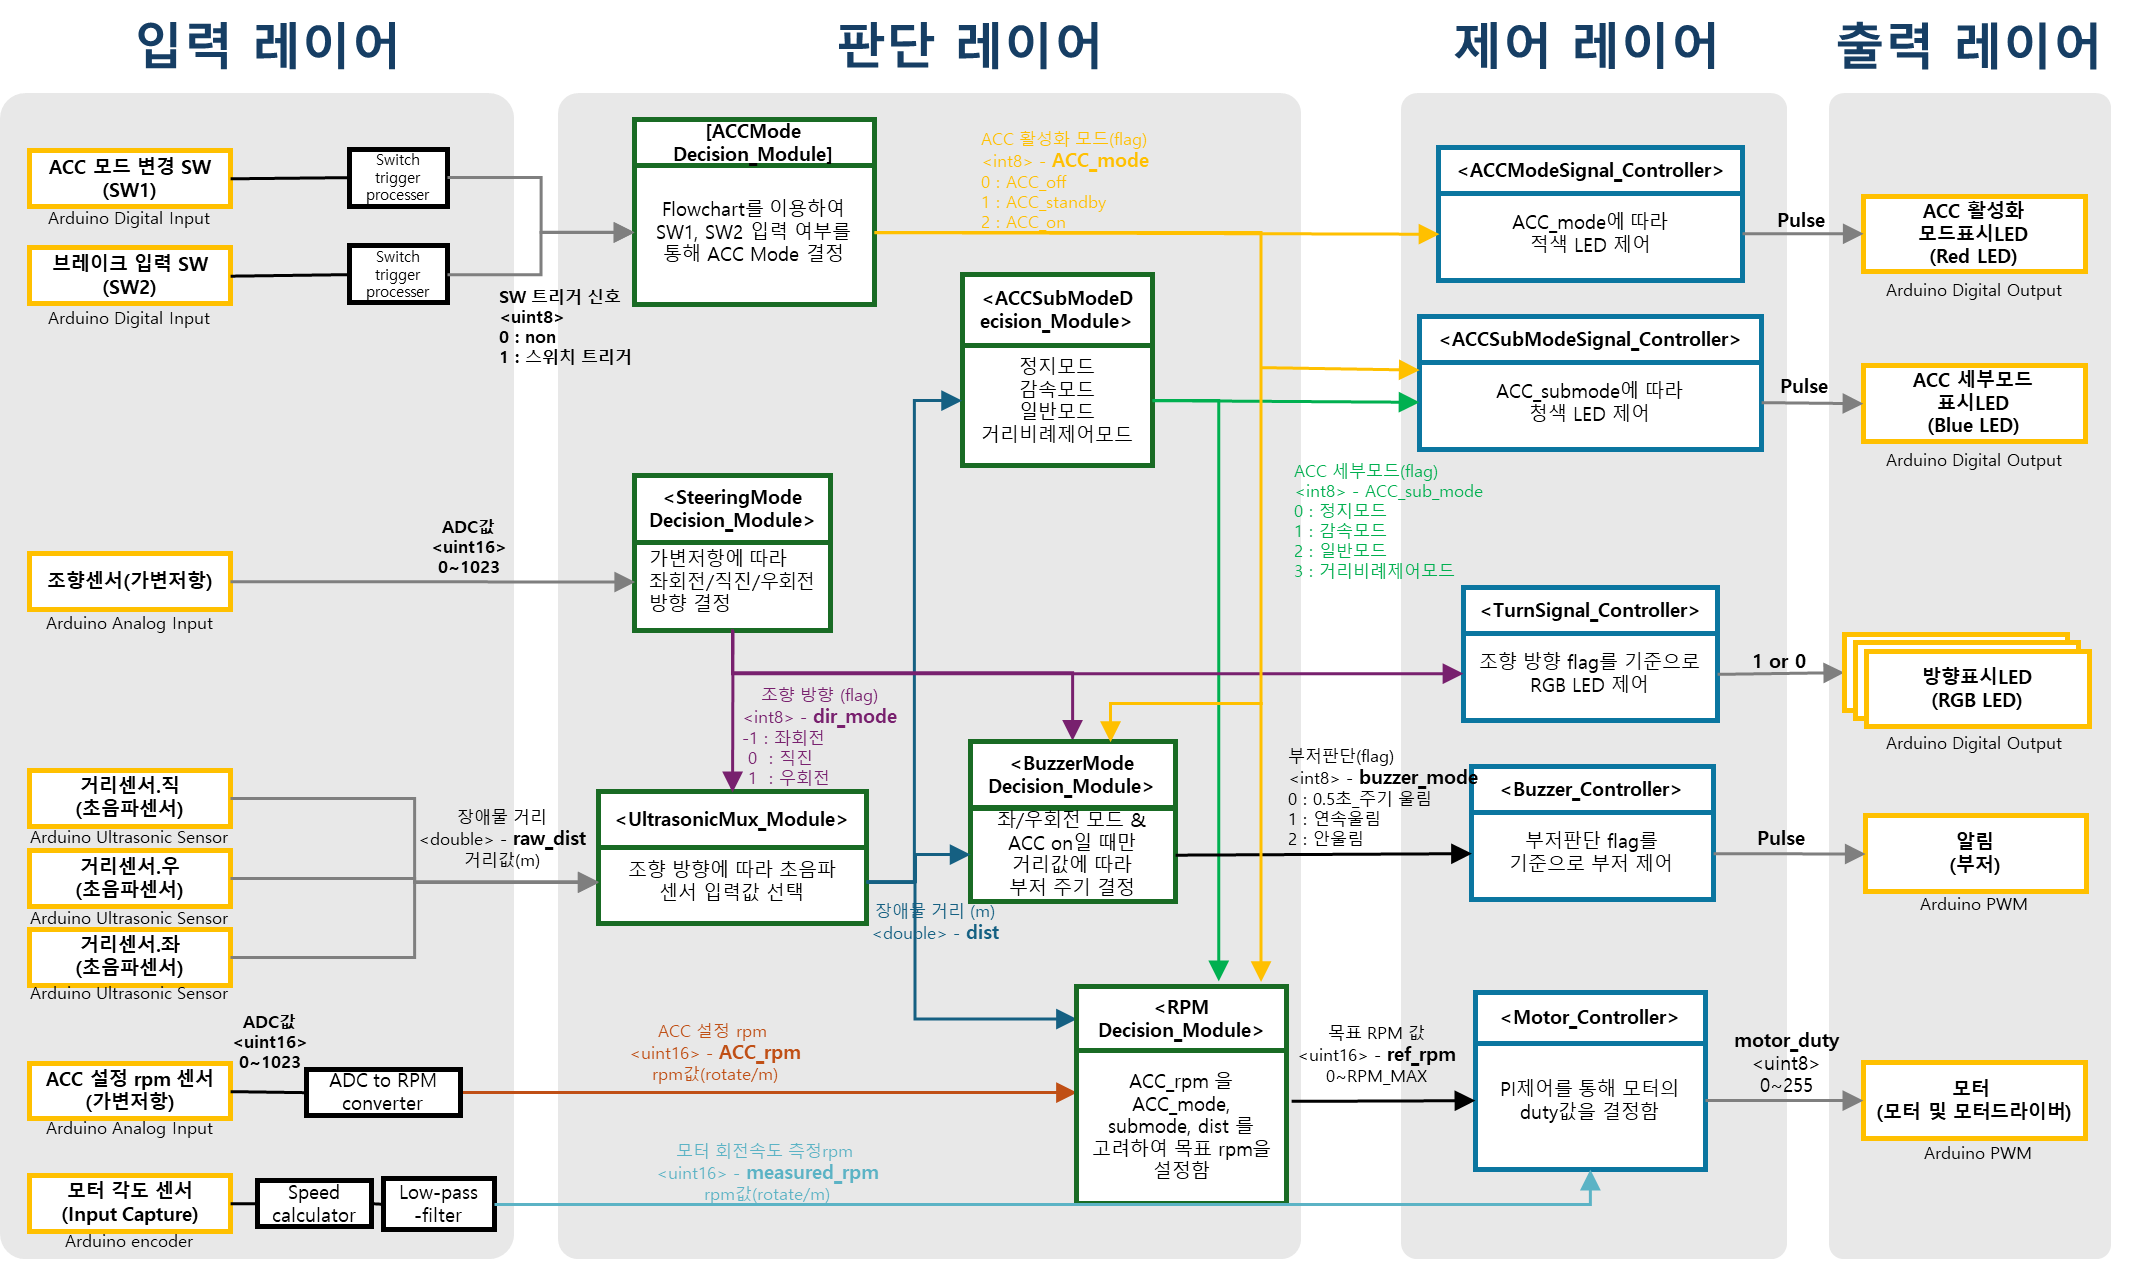 입력 레이어
판단 레이어
제어 레이어
출력 레이어
ACC 모드 변경 SW
(SW1)
Arduino Digital Input
Switch
trigger
processer
브레이크 입력 SW
(SW2)
Arduino Digital Input
Switch
trigger
processer
SW 트리거 신호
<uint8>
0 : non
1 : 스위치 트리거
조향센서(가변저항)
Arduino Analog Input
ADC값
<uint16>
0~1023
거리센서.직
(초음파센서)
Arduino Ultrasonic Sensor
거리센서.우
(초음파센서)
Arduino Ultrasonic Sensor
거리센서.좌
(초음파센서)
Arduino Ultrasonic Sensor
장애물 거리
<double> - raw_dist
거리값(m)
ADC값
<uint16>
0~1023
ACC 설정 rpm 센서
(가변저항)
Arduino Analog Input
ADC to RPM
converter
모터 각도 센서
(Input Capture)
Arduino encoder
Speed
calculator
Low-pass
-filter
[ACCMode
Decision_Module]
Flowchart를 이용하여
SW1, SW2 입력 여부를
통해 ACC Mode 결정
ACC 활성화 모드(flag)
<int8> - ACC_mode
0 : ACC_off
1 : ACC_standby
2 : ACC_on
<ACCSubModeD
ecision_Module>
정지모드
감속모드
일반모드
거리비례제어모드
<SteeringMode
Decision_Module>
가변저항에 따라
좌회전/직진/우회전
방향 결정
조향 방향 (flag)
<int8> - dir_mode
-1 : 좌회전
0 : 직진
1 : 우회전
<UltrasonicMux_Module>
조향 방향에 따라 초음파
센서 입력값 선택
<BuzzerMode
Decision_Module>
좌/우회전 모드 &
ACC on일 때만
거리값에 따라
부저 주기 결정
장애물 거리 (m)
<double> - dist
ACC 설정 rpm
<uint16> - ACC_rpm
rpm값(rotate/m)
모터 회전속도 측정rpm
<uint16> - measured_rpm
rpm값(rotate/m)
<RPM
Decision_Module>
ACC_rpm 을
ACC_mode,
submode, dist 를
고려하여 목표 rpm을
설정함
<ACCModeSignal_Controller>
ACC_mode에 따라
적색 LED 제어
<ACCSubModeSignal_Controller>
ACC_submode에 따라
청색 LED 제어
ACC 세부모드(flag)
<int8> - ACC_sub_mode
0 : 정지모드
1 : 감속모드
2 : 일반모드
3 : 거리비례제어모드
<TurnSignal_Controller>
조향 방향 flag를 기준으로
RGB LED 제어
부저판단(flag)
<int8> - buzzer_mode
0 : 0.5초_주기 울림
1 : 연속울림
2 : 안울림
<Buzzer_Controller>
부저판단 flag를
기준으로 부저 제어
목표 RPM 값
<uint16> - ref_rpm
0~RPM_MAX
<Motor_Controller>
PI제어를 통해 모터의
duty값을 결정함
Pulse
ACC 활성화
모드표시LED
(Red LED)
Arduino Digital Output
Pulse
ACC 세부모드
표시LED
(Blue LED)
Arduino Digital Output
1 or 0
방향표시LED
(RGB LED)
Arduino Digital Output
Pulse
알림
(부저)
Arduino PWM
motor_duty
<uint8>
0~255
모터
(모터 및 모터드라이버)
Arduino PWM